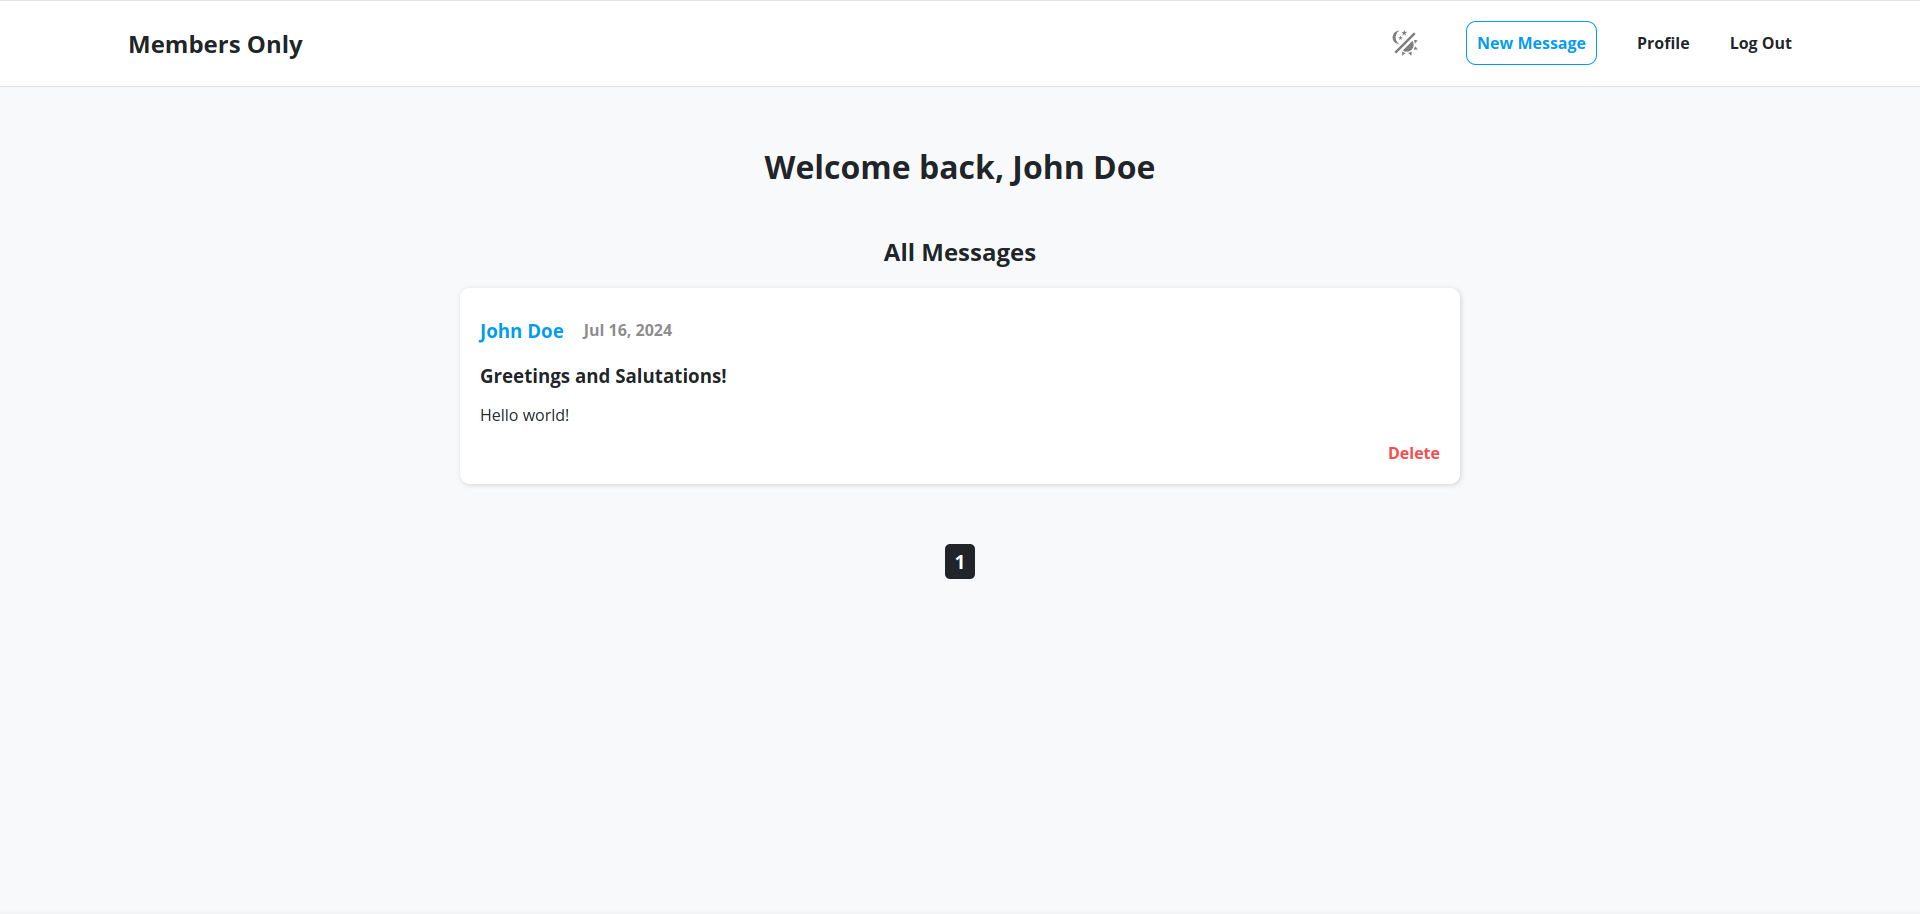 Members Only
New Message
Profile
Log Out
Welcome back, John Doe
All Messages
John Doe Jul 16, 2024
Greetings and Salutations!
Hello world!
Delete
1